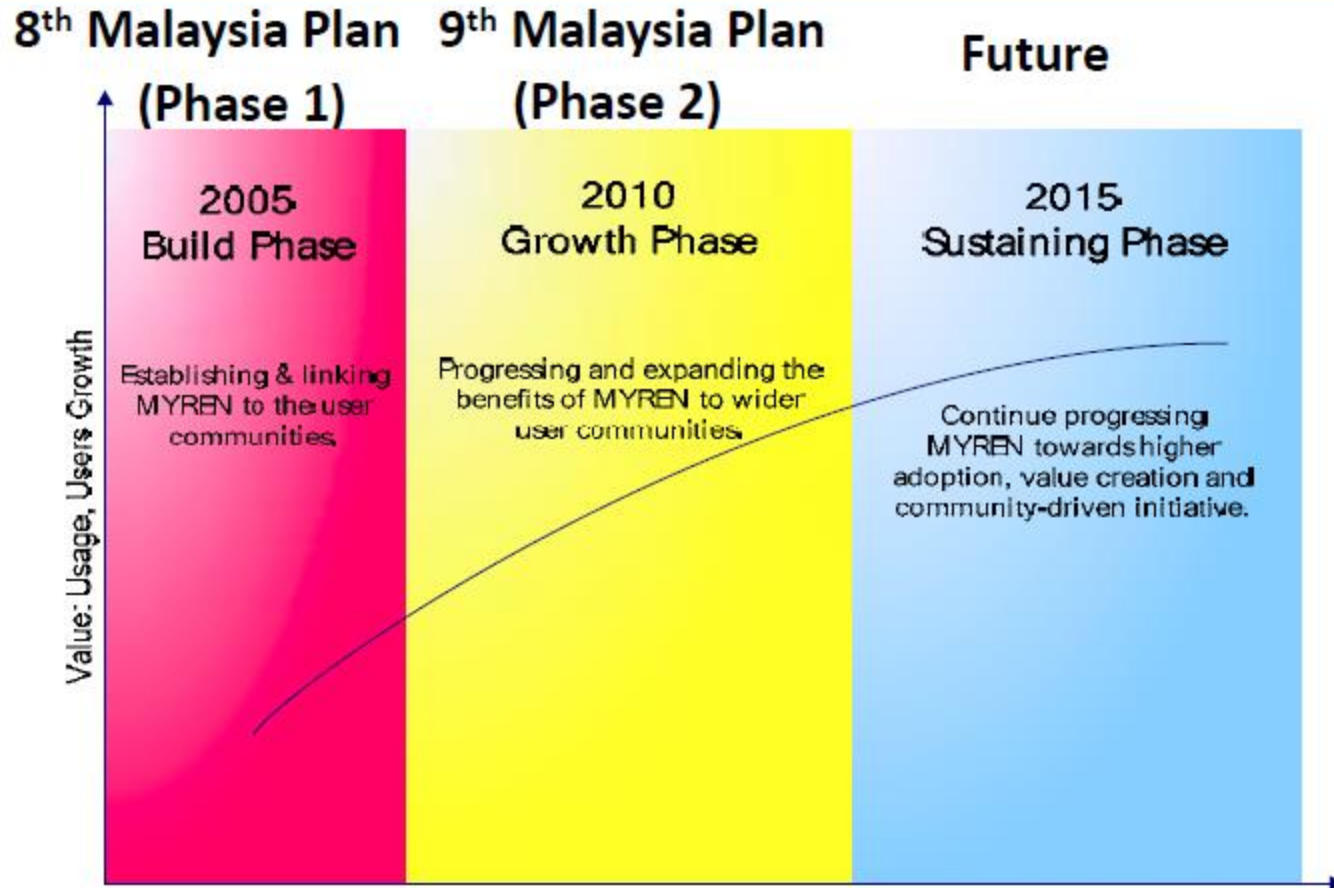 8th Malaysia Plan
(Phase 1)
9th Malaysia Plan
(Phase 2)
Future
2005
Build Phase
Establishing & linking
MYREN to the user
communities.
2010
Growth Phase
Progressing and expanding the
benefits of MYREN to wider
user communities.
2015
Sustaining Phase
Continue progressing
MYREN towards higher
adoption, value creation and
community-driven initiative.
Value: Usage, Users Growth